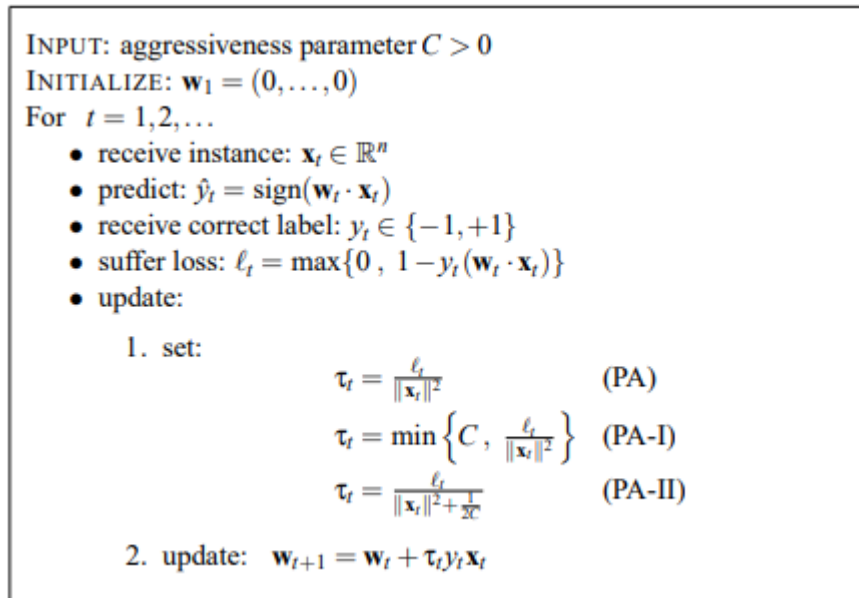 INPUT: aggressiveness parameter C > 0
INITIALIZE: w₁ = (0,…,0)
For t = 1,2,…
• receive instance: xₜ ∈ ℝⁿ
• predict: ŷₜ = sign(wₜ · xₜ)
• receive correct label: yₜ ∈ {−1,+1}
• suffer loss: ℓₜ = max{0 , 1 − yₜ(wₜ · xₜ)}
• update:
1. set:
τₜ = ℓₜ / ‖xₜ‖² (PA)
τₜ = min { C , ℓₜ / ‖xₜ‖² } (PA-I)
τₜ = ℓₜ / (‖xₜ‖² + 1/(2C)) (PA-II)
2. update: wₜ₊₁ = wₜ + τₜyₜxₜ